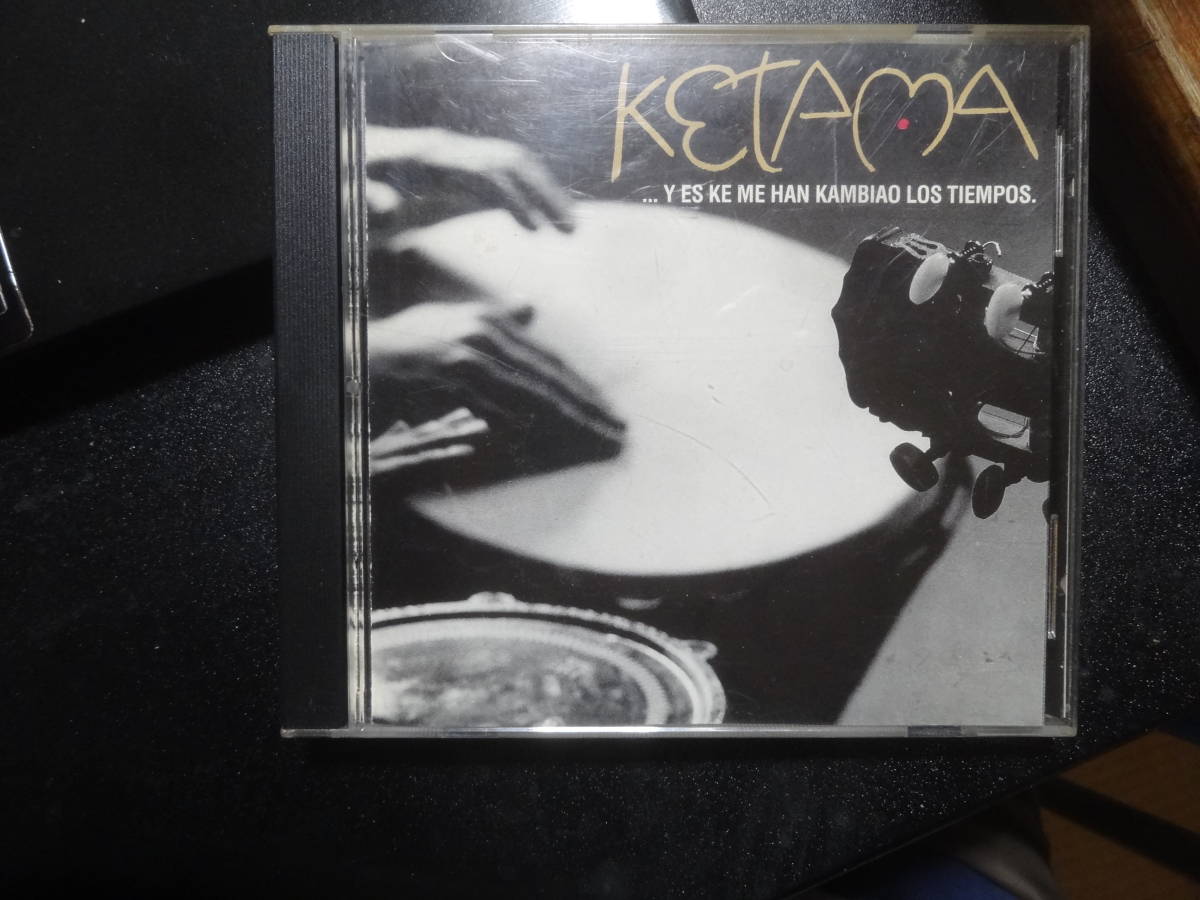 KETAMA
... Y ES KE ME HAN KAMBIAO LOS TIEMPOS.